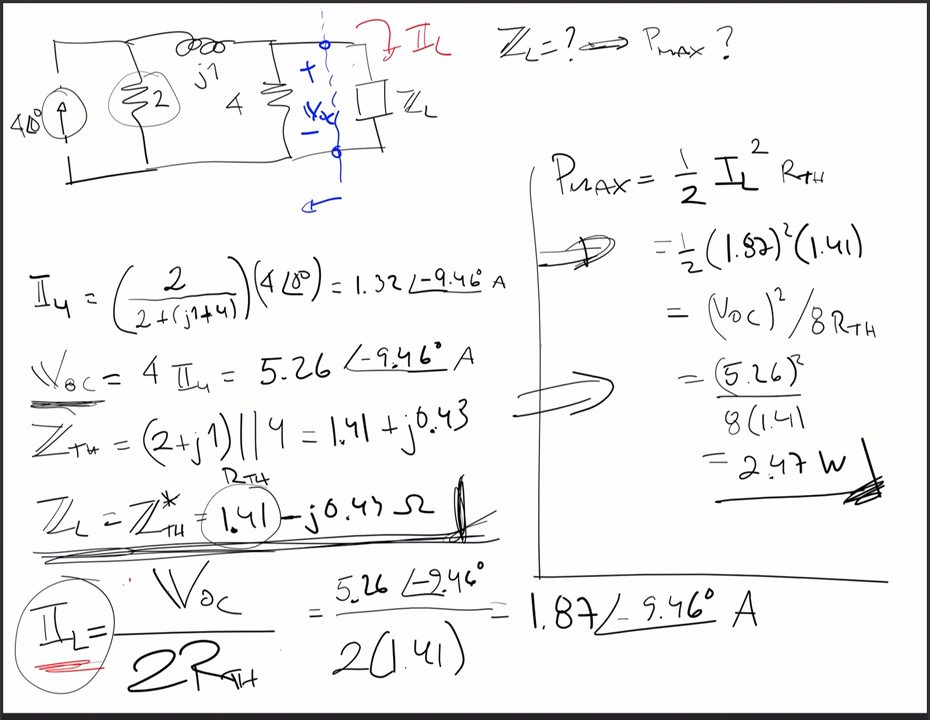 4∠0°
2
j1
4
+
V_OC
−
I_L
Z_L
Z_L = ? → P_MAX ?
I_4 = (2 / (2+(j1+4))) (4∠0°) = 1.32 ∠-9.46° A
V_OC = 4 I_4 = 5.26 ∠-9.46° A
Z_TH = (2+j1) || 4 = 1.41 + j0.43
R_TH
Z_L = Z_TH* = 1.41 - j0.43 Ω
I_L = V_OC / 2R_TH = 5.26 ∠-9.46° / 2(1.41) = 1.87 ∠-9.46° A
P_MAX = 1/2 I_L² R_TH
= 1/2 (1.87)² (1.41)
= (V_OC)² / 8 R_TH
= (5.26)² / 8(1.41
= 2.47 W